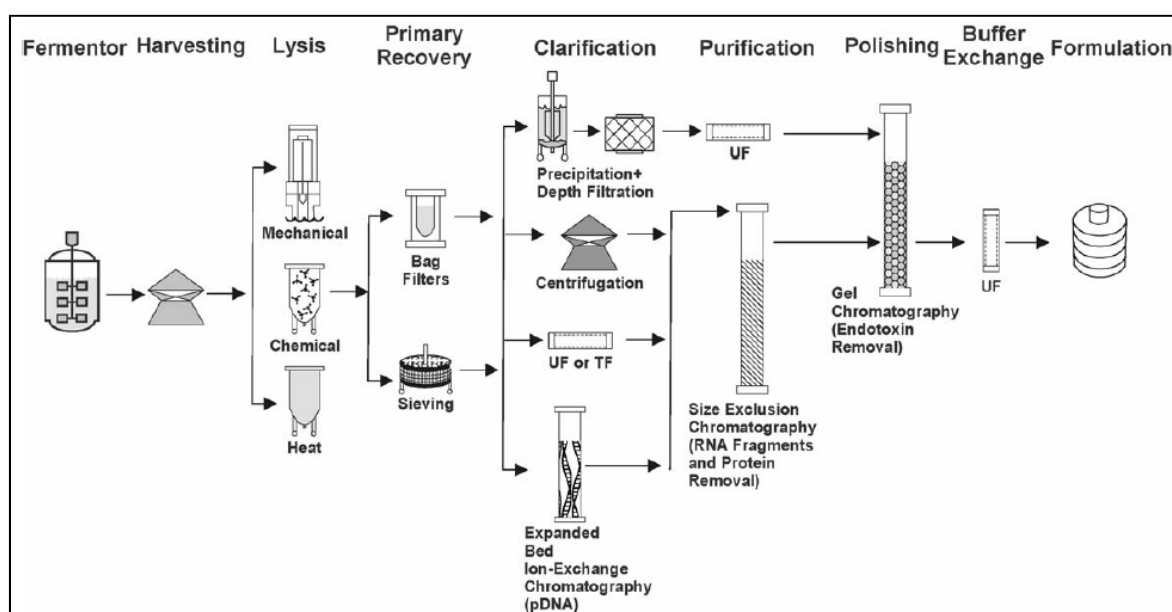 Fermentor
Harvesting
Lysis
Primary
Recovery
Clarification
Purification
Polishing
Buffer
Exchange
Formulation
Mechanical
Chemical
Heat
Bag
Filters
Sieving
Precipitation+
Depth Filtration
Centrifugation
UF or TF
Expanded
Bed
Ion-Exchange
Chromatography
(pDNA)
UF
Size Exclusion
Chromatography
(RNA Fragments
and Protein
Removal)
Gel
Chromatography
(Endotoxin
Removal)
UF